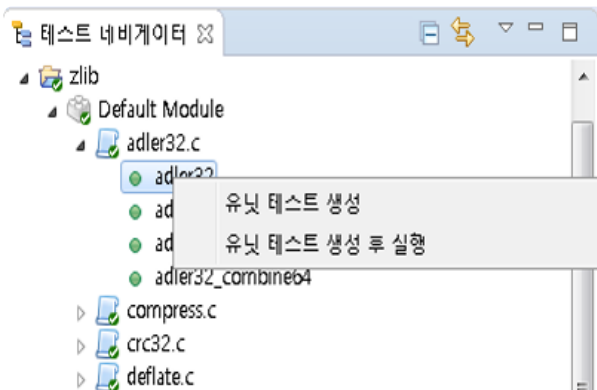 테스트 네비게이터
zlib
Default Module
adler32.c
adler32
유닛 테스트 생성
ad
유닛 테스트 생성 후 실행
ad
adler32_combine64
compress.c
crc32.c
deflate.c